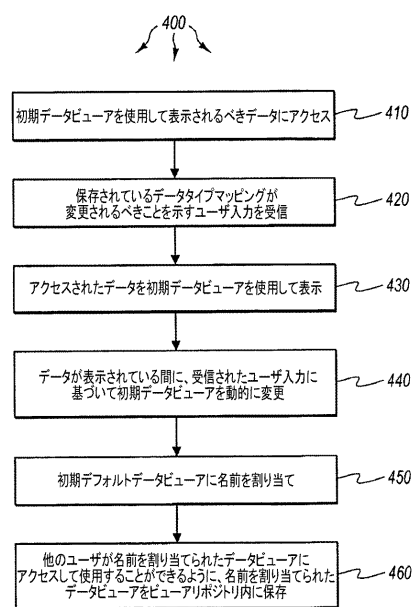 400
初期データビューアを使用して表示されるべきデータにアクセス
410
保存されているデータタイプマッピングが
変更されるべきことを示すユーザ入力を受信
420
アクセスされたデータを初期データビューアを使用して表示
430
データが表示されている間に、受信されたユーザ入力に
基づいて初期データビューアを動的に変更
440
初期デフォルトデータビューアに名前を割り当て
450
他のユーザが名前を割り当てられたデータビューアに
アクセスして使用することができるように、名前を割り当てられた
データビューアをビューアリポジトリ内に保存
460